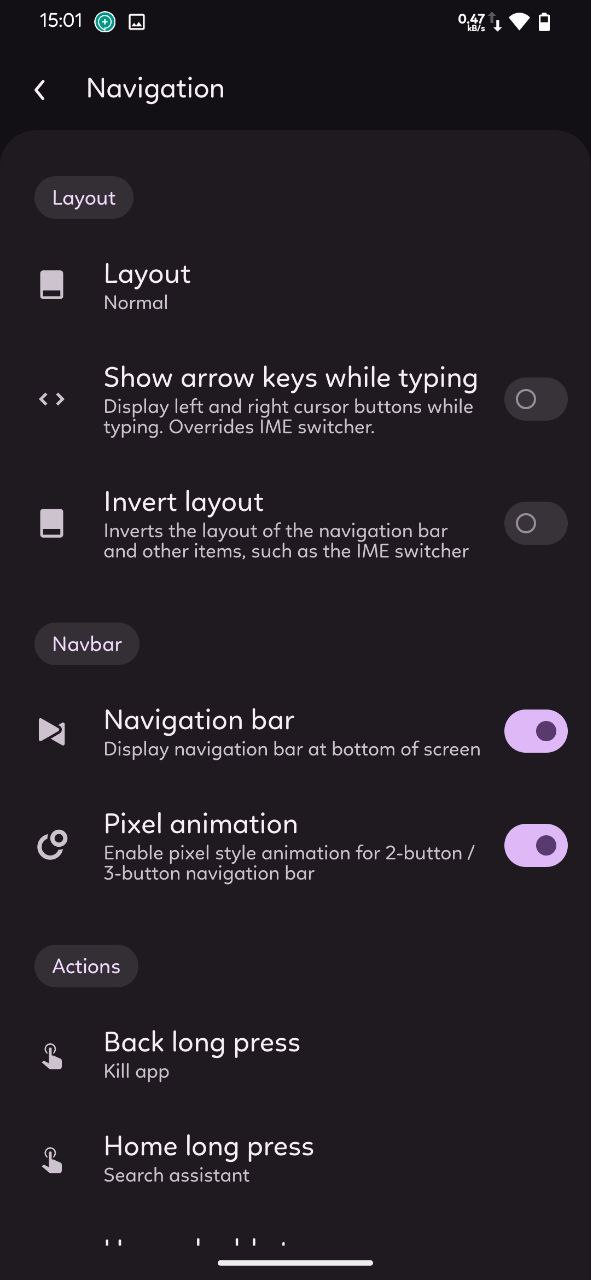 15:01
0.47
kB/s
Navigation
Layout
Layout
Normal
Show arrow keys while typing
Display left and right cursor buttons while
typing. Overrides IME switcher.
Invert layout
Inverts the layout of the navigation bar
and other items, such as the IME switcher
Navbar
Navigation bar
Display navigation bar at bottom of screen
Pixel animation
Enable pixel style animation for 2-button /
3-button navigation bar
Actions
Back long press
Kill app
Home long press
Search assistant